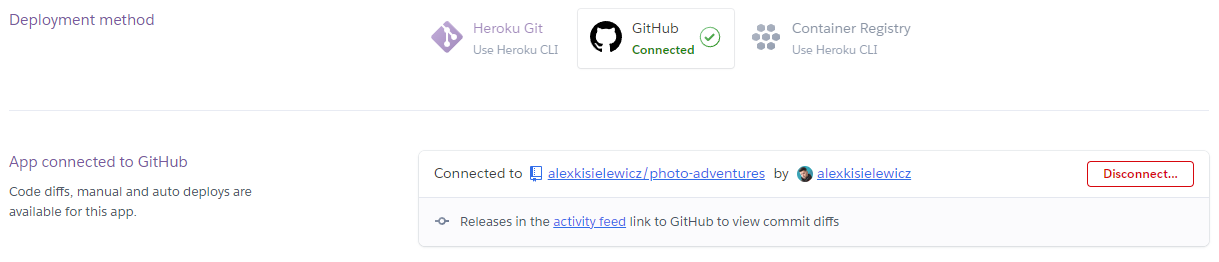 Deployment method
Heroku Git
Use Heroku CLI
GitHub
Connected
Container Registry
Use Heroku CLI
App connected to GitHub
Code diffs, manual and auto deploys are
available for this app.
Connected to alexkisielewicz/photo-adventures by alexkisielewicz
Disconnect...
Releases in the activity feed link to GitHub to view commit diffs